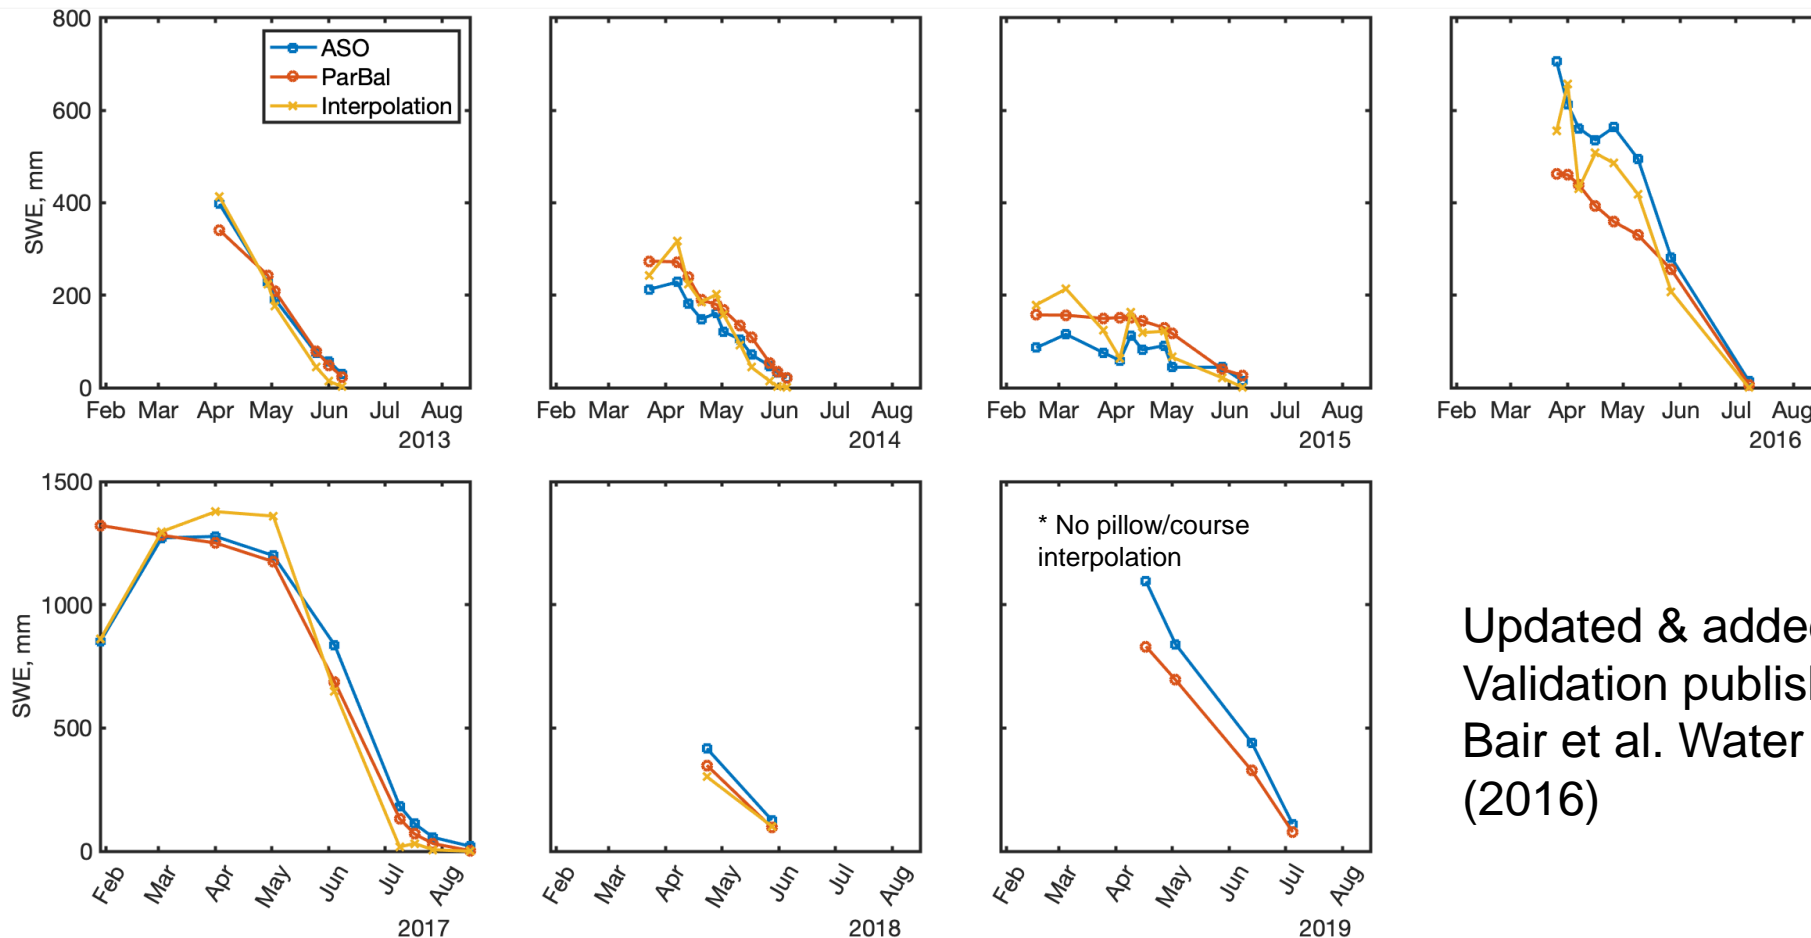 800
600
400
200
0
SWE, mm
ASO
ParBal
Interpolation
Feb Mar Apr May Jun Jul Aug
2013
Feb Mar Apr May Jun Jul Aug
2014
Feb Mar Apr May Jun Jul Aug
2015
Feb Mar Apr May Jun Jul Aug
2016
1500
1000
500
0
SWE, mm
Feb Mar Apr May Jun Jul Aug
2017
Feb Mar Apr May Jun Jul Aug
2018
* No pillow/course
interpolation
Feb Mar Apr May Jun Jul Aug
2019
Updated &
Validation
Bair et al. Water
(2016)